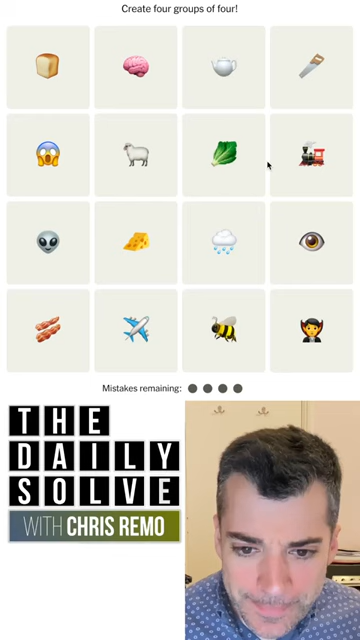 Create four groups of four!
Mistakes remaining:
THE
DAILY
SOLVE
WITH CHRIS REMO